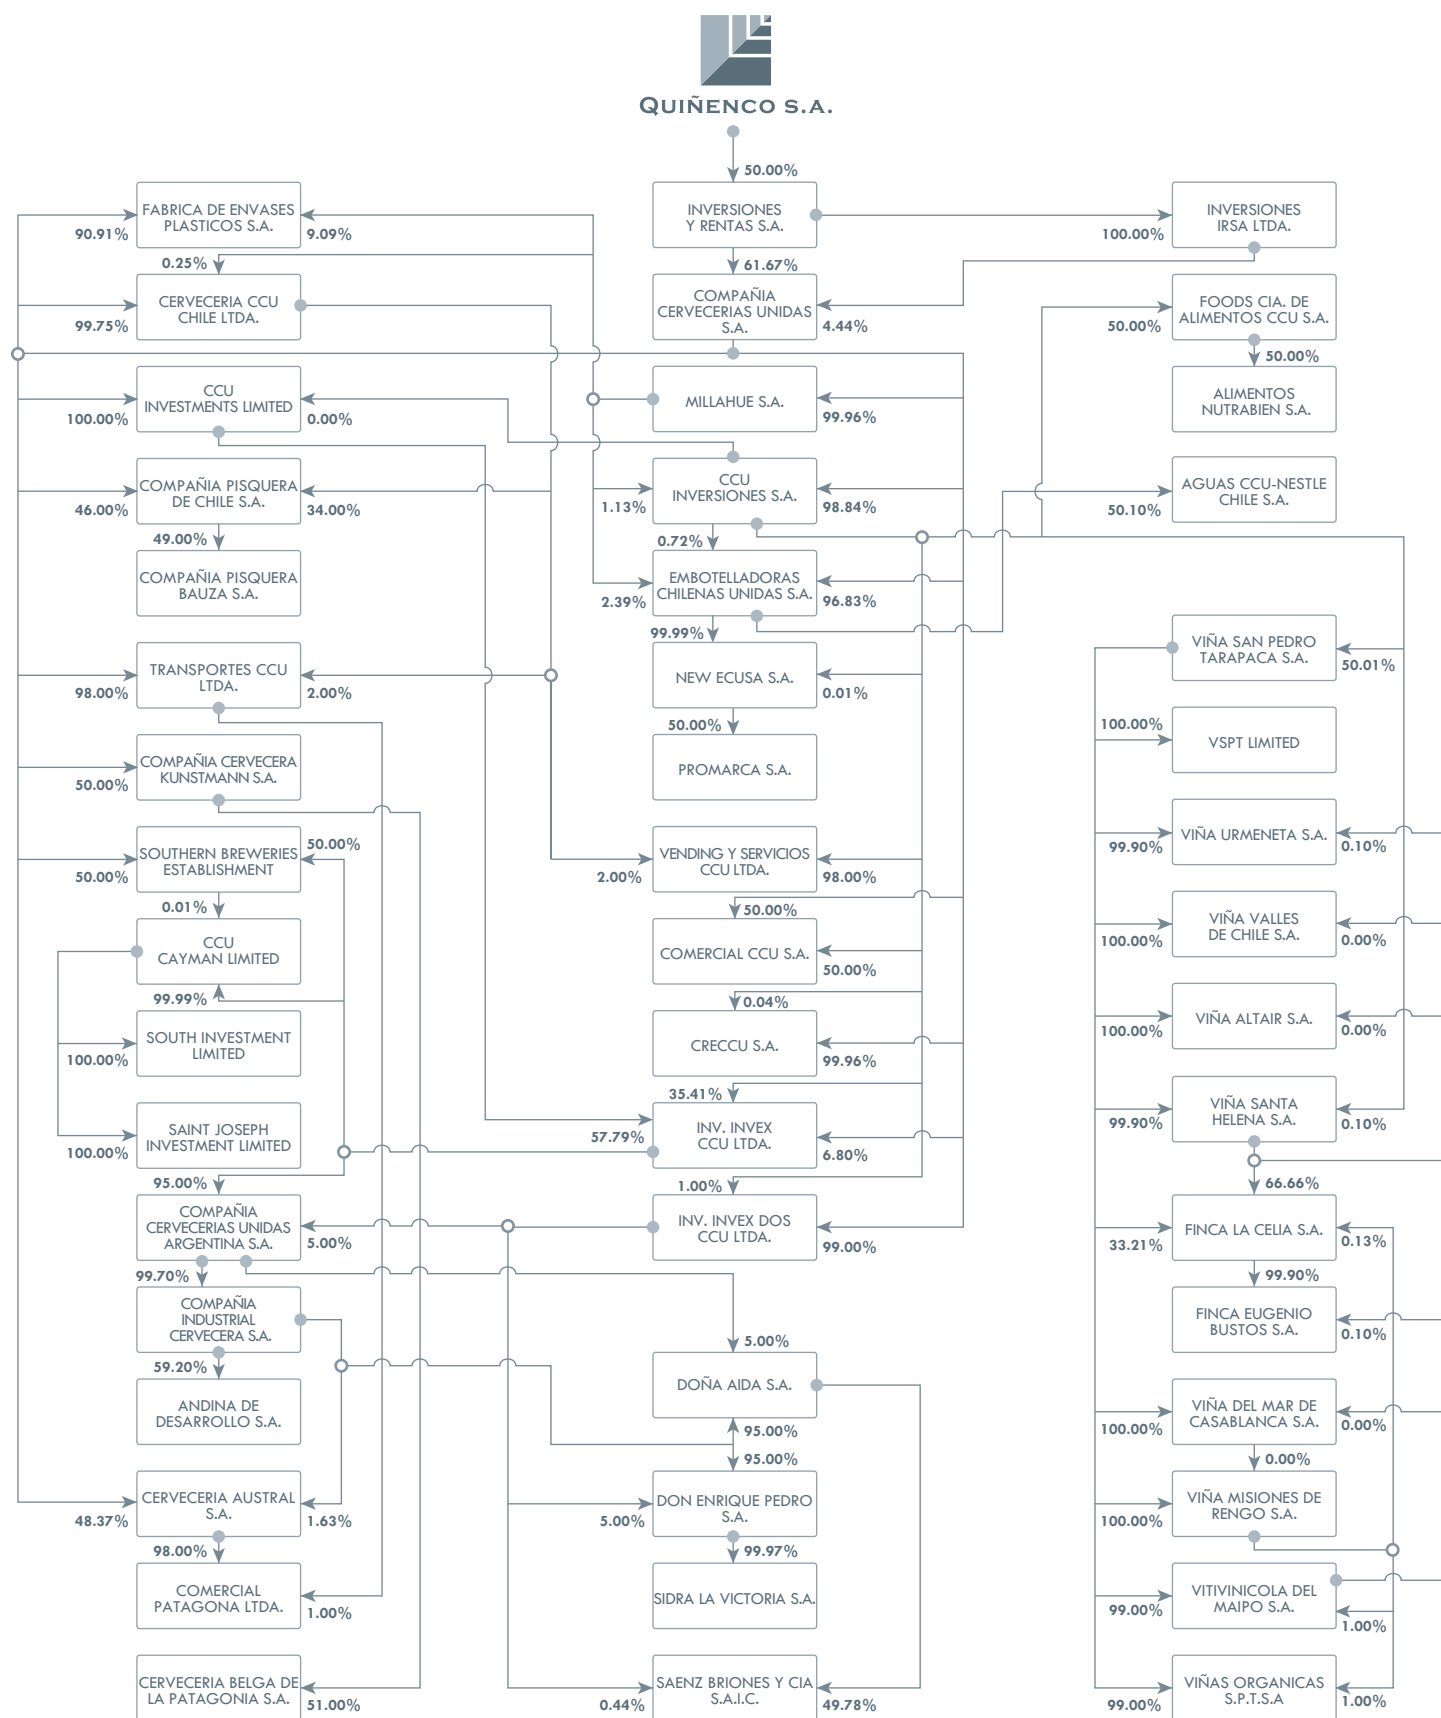 QUIÑENCO S.A.
50.00%
FABRICA DE ENVASES
PLASTICOS S.A.
90.91%
9.09%
0.25%
CERVECERIA CCU
CHILE LTDA.
99.75%
CCU
INVESTMENTS LIMITED
100.00%
0.00%
COMPAÑIA PISQUERA
DE CHILE S.A.
46.00%
34.00%
49.00%
COMPAÑIA PISQUERA
BAUZA S.A.
TRANSPORTES CCU
LTDA.
98.00%
2.00%
COMPAÑIA CERVECERA
KUNSTMANN S.A.
50.00%
SOUTHERN BREWERIES
ESTABLISHMENT
50.00%
50.00%
0.01%
CCU
CAYMAN LIMITED
99.99%
SOUTH INVESTMENT
LIMITED
100.00%
SAINT JOSEPH
INVESTMENT LIMITED
100.00%
95.00%
COMPAÑIA
CERVECERIAS UNIDAS
ARGENTINA S.A.
5.00%
99.70%
COMPAÑIA
INDUSTRIAL
CERVECERA S.A.
59.20%
ANDINA DE
DESARROLLO S.A.
CERVECERIA AUSTRAL
S.A.
48.37%
1.63%
98.00%
COMERCIAL
PATAGONA LTDA.
1.00%
CERVECERIA BELGA DE
LA PATAGONIA S.A.
51.00%
INVERSIONES
Y RENTAS S.A.
61.67%
COMPAÑIA
CERVECERIAS UNIDAS
S.A.
4.44%
MILLAHUE S.A.
99.96%
CCU
INVERSIONES S.A.
1.13%
98.84%
0.72%
EMBOTELLADORAS
CHILENAS UNIDAS S.A.
2.39%
96.83%
99.99%
NEW ECUSA S.A.
0.01%
50.00%
PROMARCA S.A.
VENDING Y SERVICIOS
CCU LTDA.
2.00%
98.00%
50.00%
COMERCIAL CCU S.A.
50.00%
0.04%
CRECCU S.A.
99.96%
35.41%
INV. INVEX
CCU LTDA.
57.79%
6.80%
1.00%
INV. INVEX DOS
CCU LTDA.
99.00%
5.00%
DOÑA AIDA S.A.
95.00%
95.00%
DON ENRIQUE PEDRO
S.A.
5.00%
99.97%
SIDRA LA VICTORIA S.A.
SAENZ BRIONES Y CIA
S.A.I.C.
0.44%
49.78%
INVERSIONES
IRSA LTDA.
100.00%
FOODS CIA. DE
ALIMENTOS CCU S.A.
50.00%
50.00%
ALIMENTOS
NUTRABIEN S.A.
AGUAS CCU-NESTLE
CHILE S.A.
50.10%
VIÑA SAN PEDRO
TARAPACA S.A.
50.01%
100.00%
VSPT LIMITED
VIÑA URMENETA S.A.
99.90%
0.10%
VIÑA VALLES
DE CHILE S.A.
100.00%
0.00%
VIÑA ALTAIR S.A.
100.00%
0.00%
VIÑA SANTA
HELENA S.A.
99.90%
0.10%
66.66%
FINCA LA CELIA S.A.
33.21%
0.13%
99.90%
FINCA EUGENIO
BUSTOS S.A.
0.10%
VIÑA DEL MAR DE
CASABLANCA S.A.
100.00%
0.00%
0.00%
VIÑA MISIONES DE
RENGO S.A.
100.00%
VITIVINICOLA DEL
MAIPO S.A.
99.00%
1.00%
VIÑAS ORGANICAS
S.P.T.S.A
99.00%
1.00%